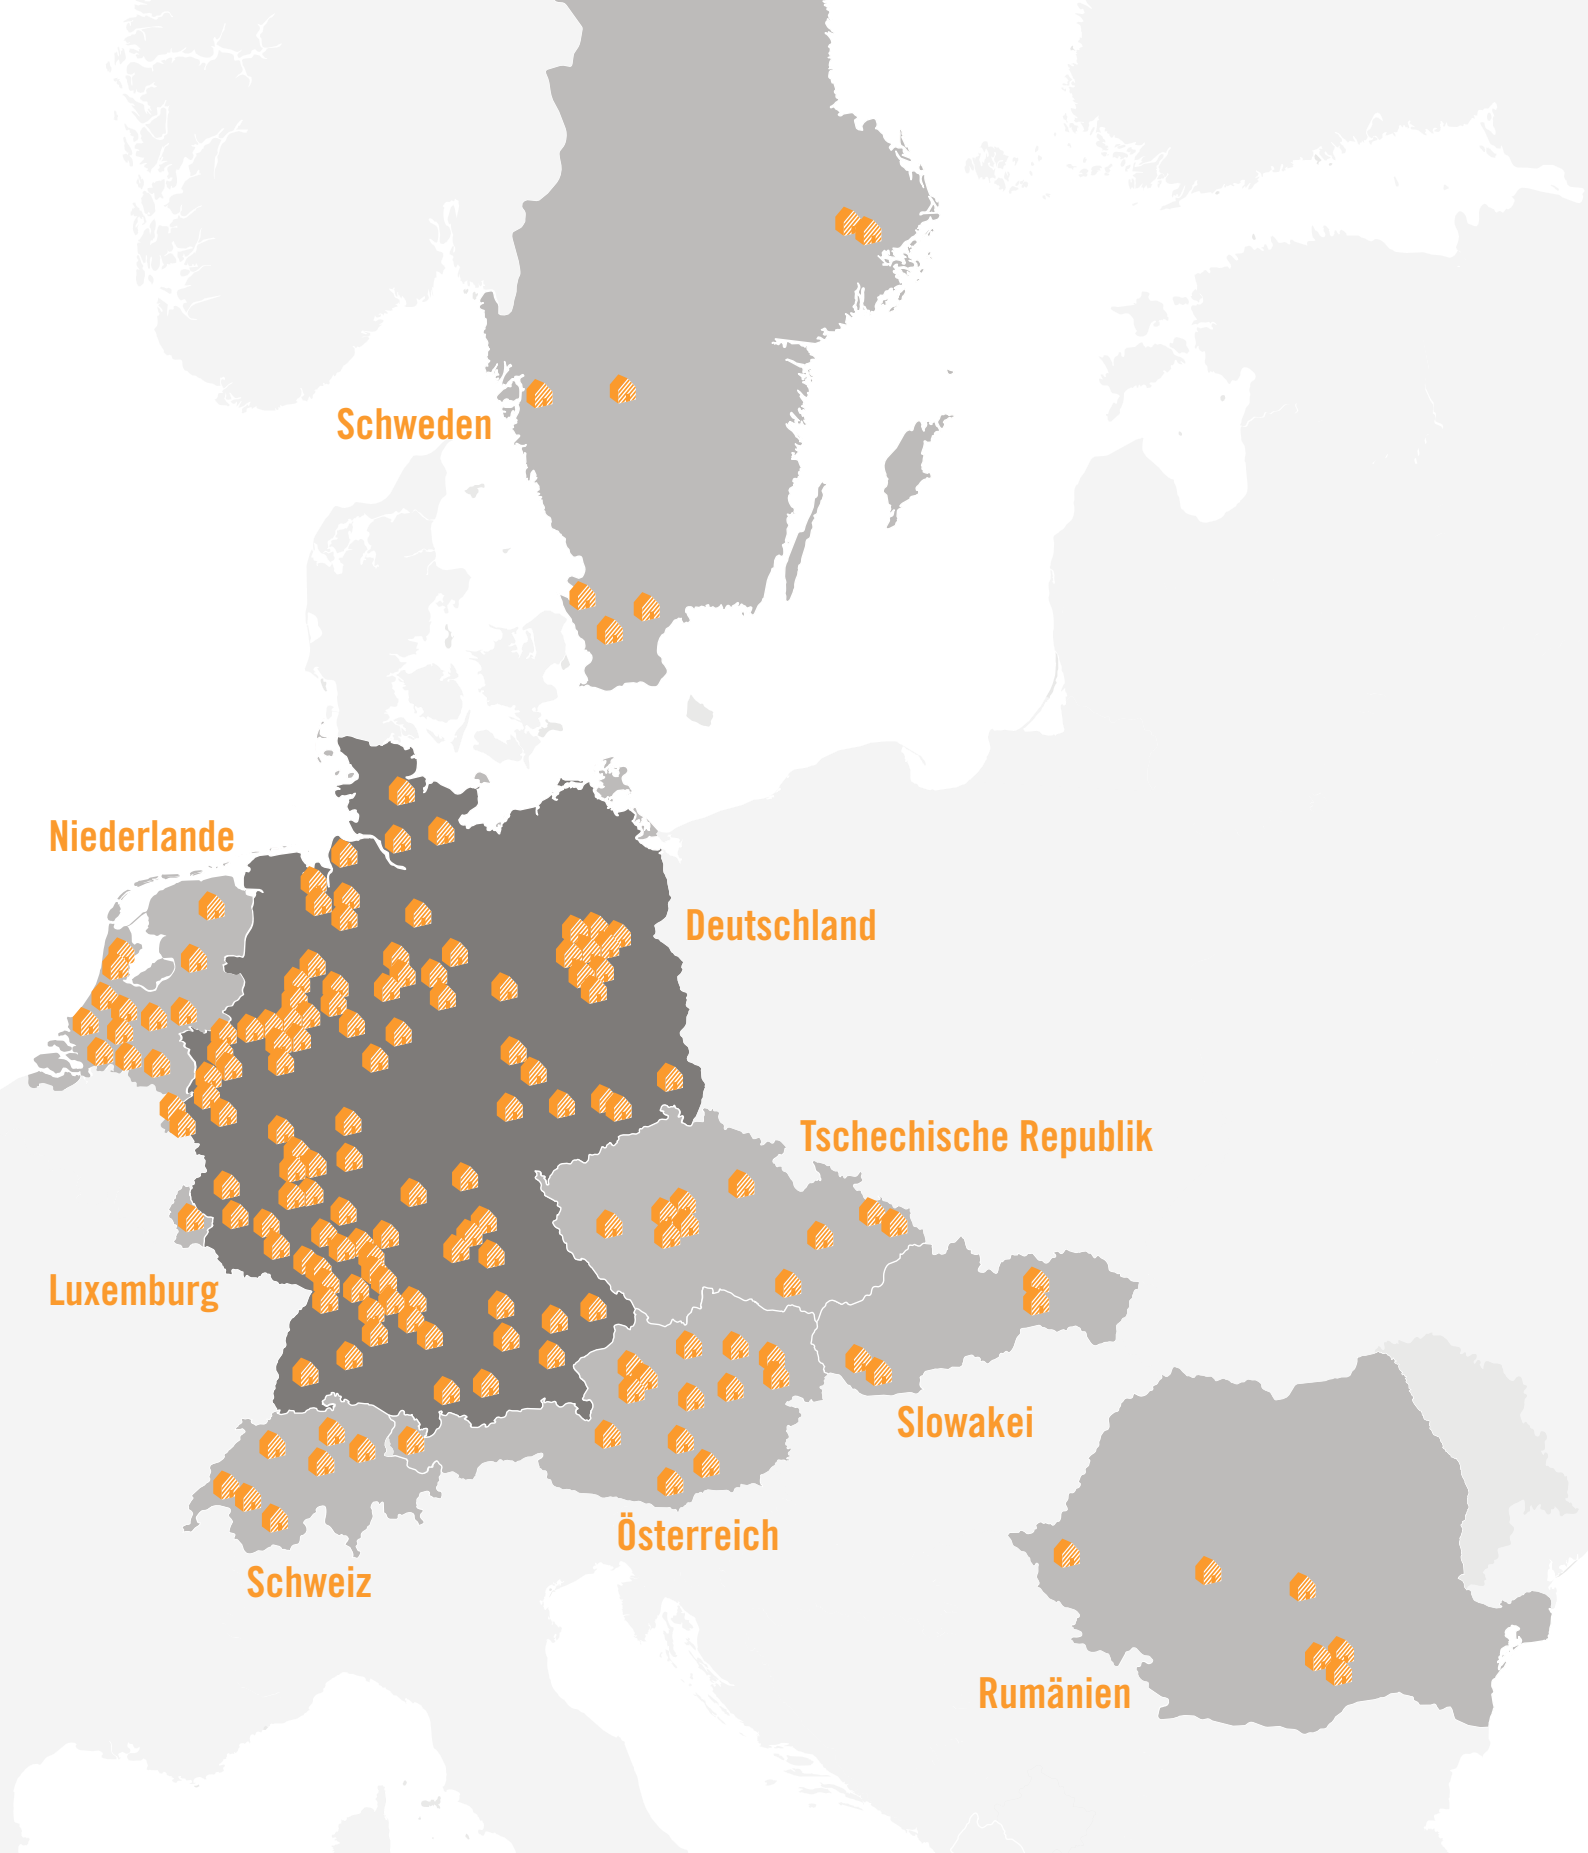 Schweden
Niederlande
Deutschland
Tschechische Republik
Luxemburg
Slowakei
Österreich
Schweiz
Rumänien